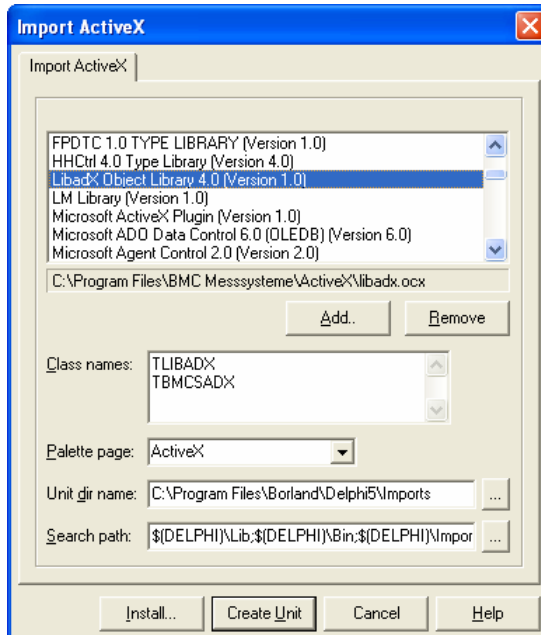 Import ActiveX
Import ActiveX
FPDTC 1.0 TYPE LIBRARY (Version 1.0)
HHCtrl 4.0 Type Library (Version 4.0)
LibadX Object Library 4.0 (Version 1.0)
LM Library (Version 1.0)
Microsoft ActiveX Plugin (Version 1.0)
Microsoft ADO Data Control 6.0 (OLEDB) (Version 6.0)
Microsoft Agent Control 2.0 (Version 2.0)
C:\Program Files\BMC Messsysteme\ActiveX\libadx.ocx
Add.. Remove
Class names: TLIBADX
TBMCSADX
Palette page: ActiveX
Unit dir name: C:\Program Files\Borland\Delphi5\Imports ...
Search path: $(DELPHI)\Lib;$(DELPHI)\Bin;$(DELPHI)\Impor ...
Install... Create Unit Cancel Help